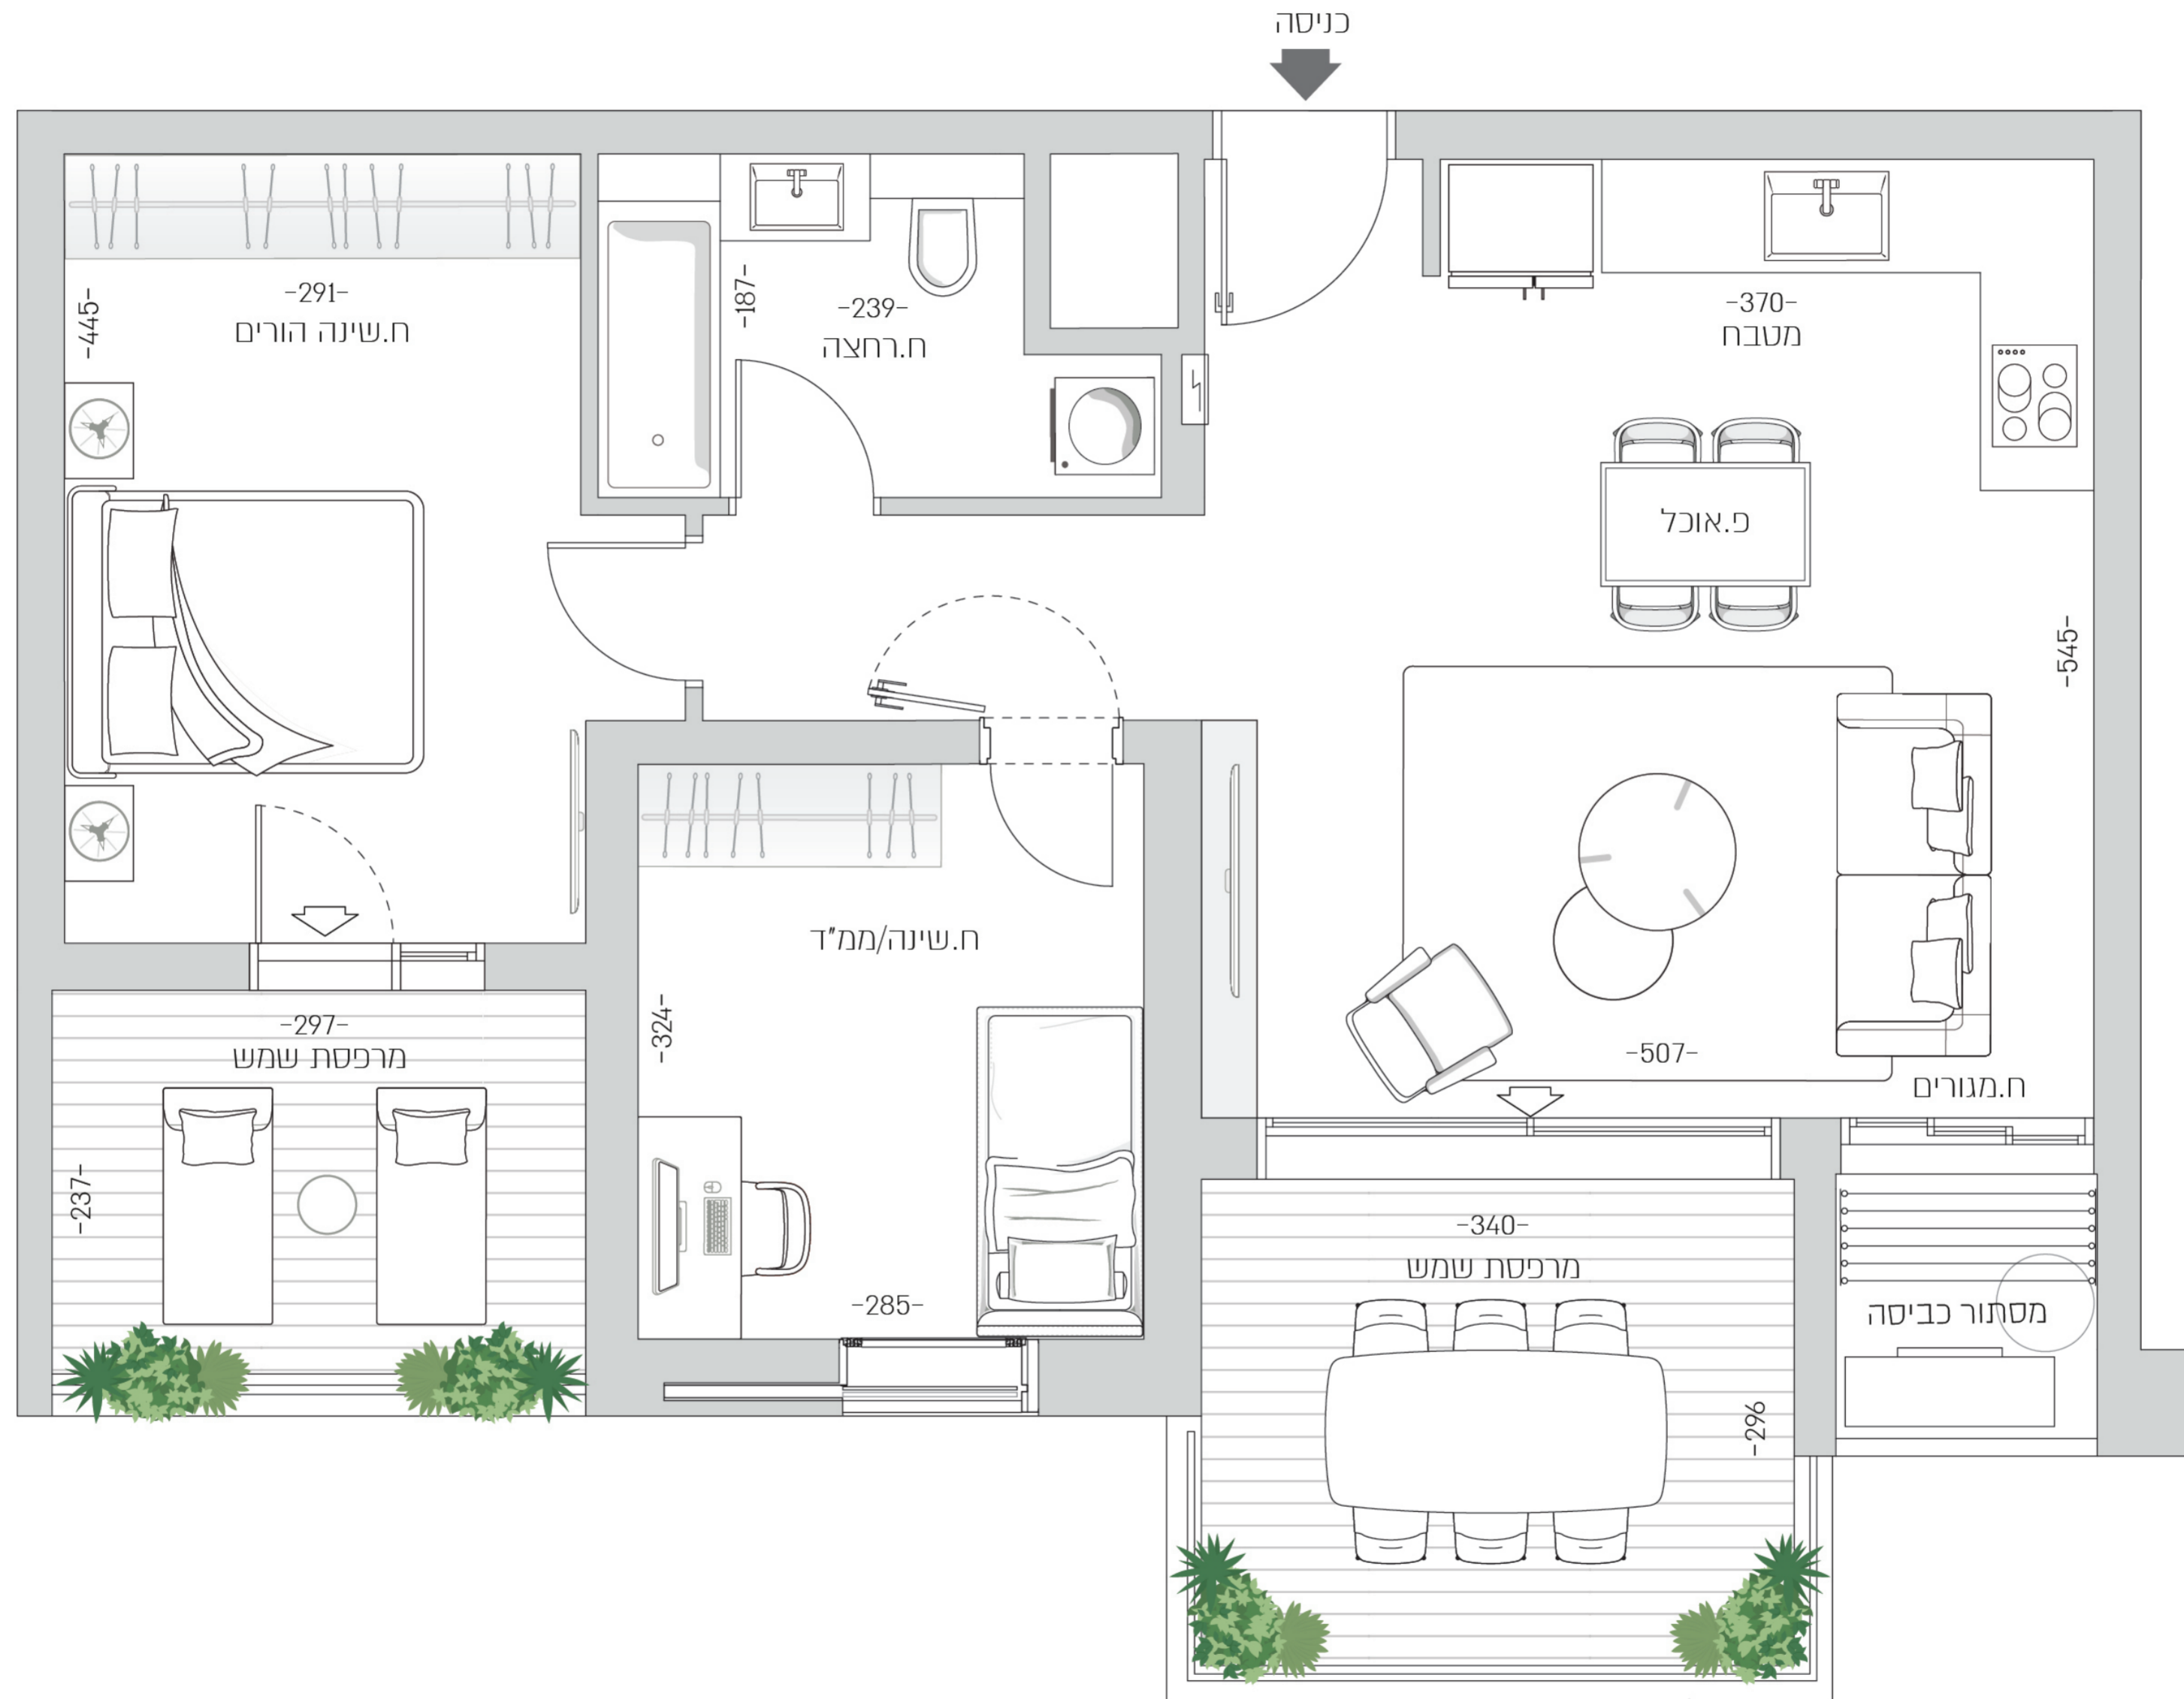 כניסה
-291-
ח.שינה הורים
-445-
-187-
-239-
ח.רחצה
-370-
מטבח
פ.אוכל
-545-
ח.שינה/ממ"ד
-324-
-285-
-507-
ח.מגורים
-297-
מרפסת שמש
-237-
-340-
מרפסת שמש
-296-
מסתור כביסה